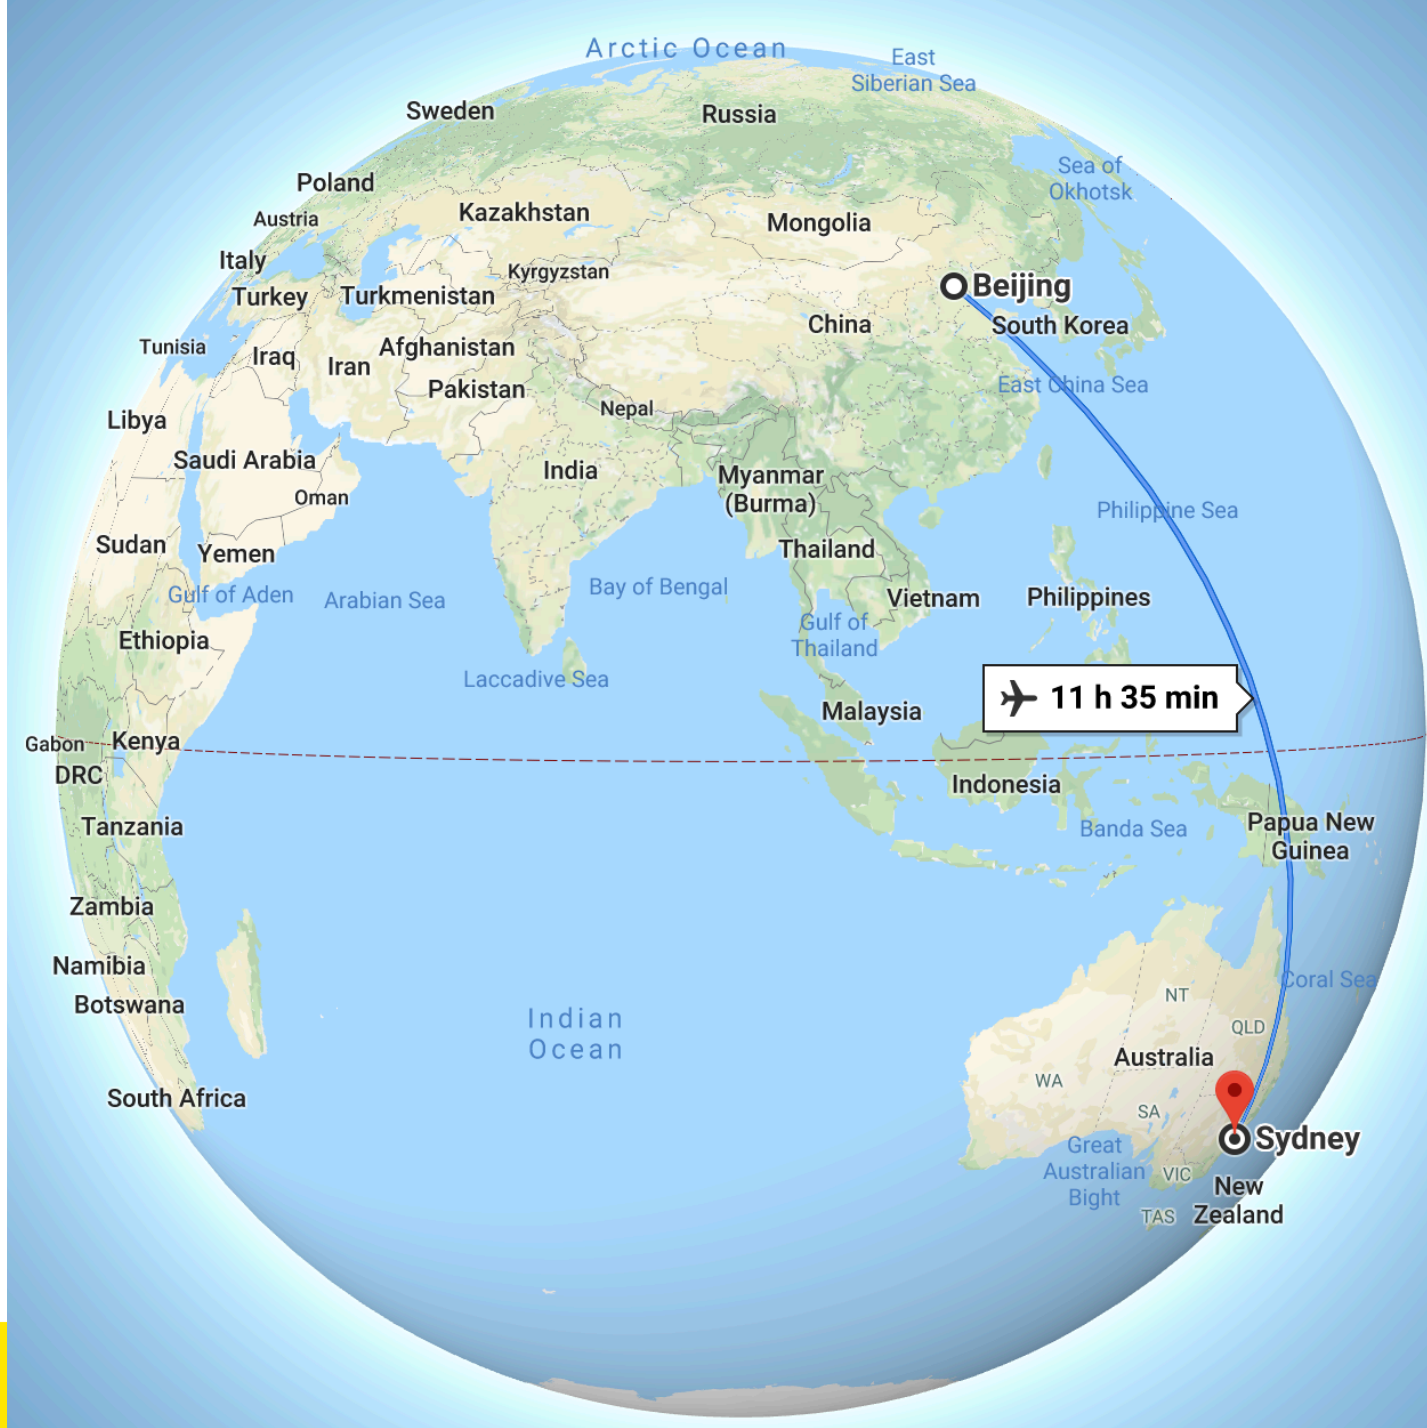 Arctic Ocean
East
Siberian Sea
Sweden
Russia
Sea of
Okhotsk
Poland
Austria
Kazakhstan
Mongolia
Italy
Kyrgyzstan
Turkey
Turkmenistan
Beijing
China
South Korea
Tunisia
Iraq
Iran
Afghanistan
Pakistan
East China Sea
Nepal
Libya
Saudi Arabia
Oman
India
Myanmar
(Burma)
Philippine Sea
Sudan
Yemen
Thailand
Gulf of Aden
Arabian Sea
Bay of Bengal
Vietnam
Philippines
Gulf of
Thailand
Ethiopia
Laccadive Sea
11 h 35 min
Malaysia
Gabon
Kenya
DRC
Indonesia
Tanzania
Banda Sea
Papua New
Guinea
Zambia
Namibia
Botswana
Coral Sea
NT
QLD
Indian
Ocean
Australia
WA
South Africa
SA
Sydney
Great
Australian
Bight
VIC
New
Zealand
TAS